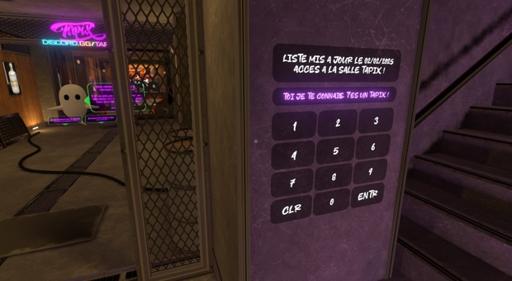 Tapix
DISCORD.GG/TAP
LISTE MIS A JOUR LE 02/02/2025
ACCES A LA SALLE TAPIX !
TOI JE TE CONNAIS T'ES UN TAPIX !
1 2 3
4 5 6
7 8 9
CLR 0 ENTR